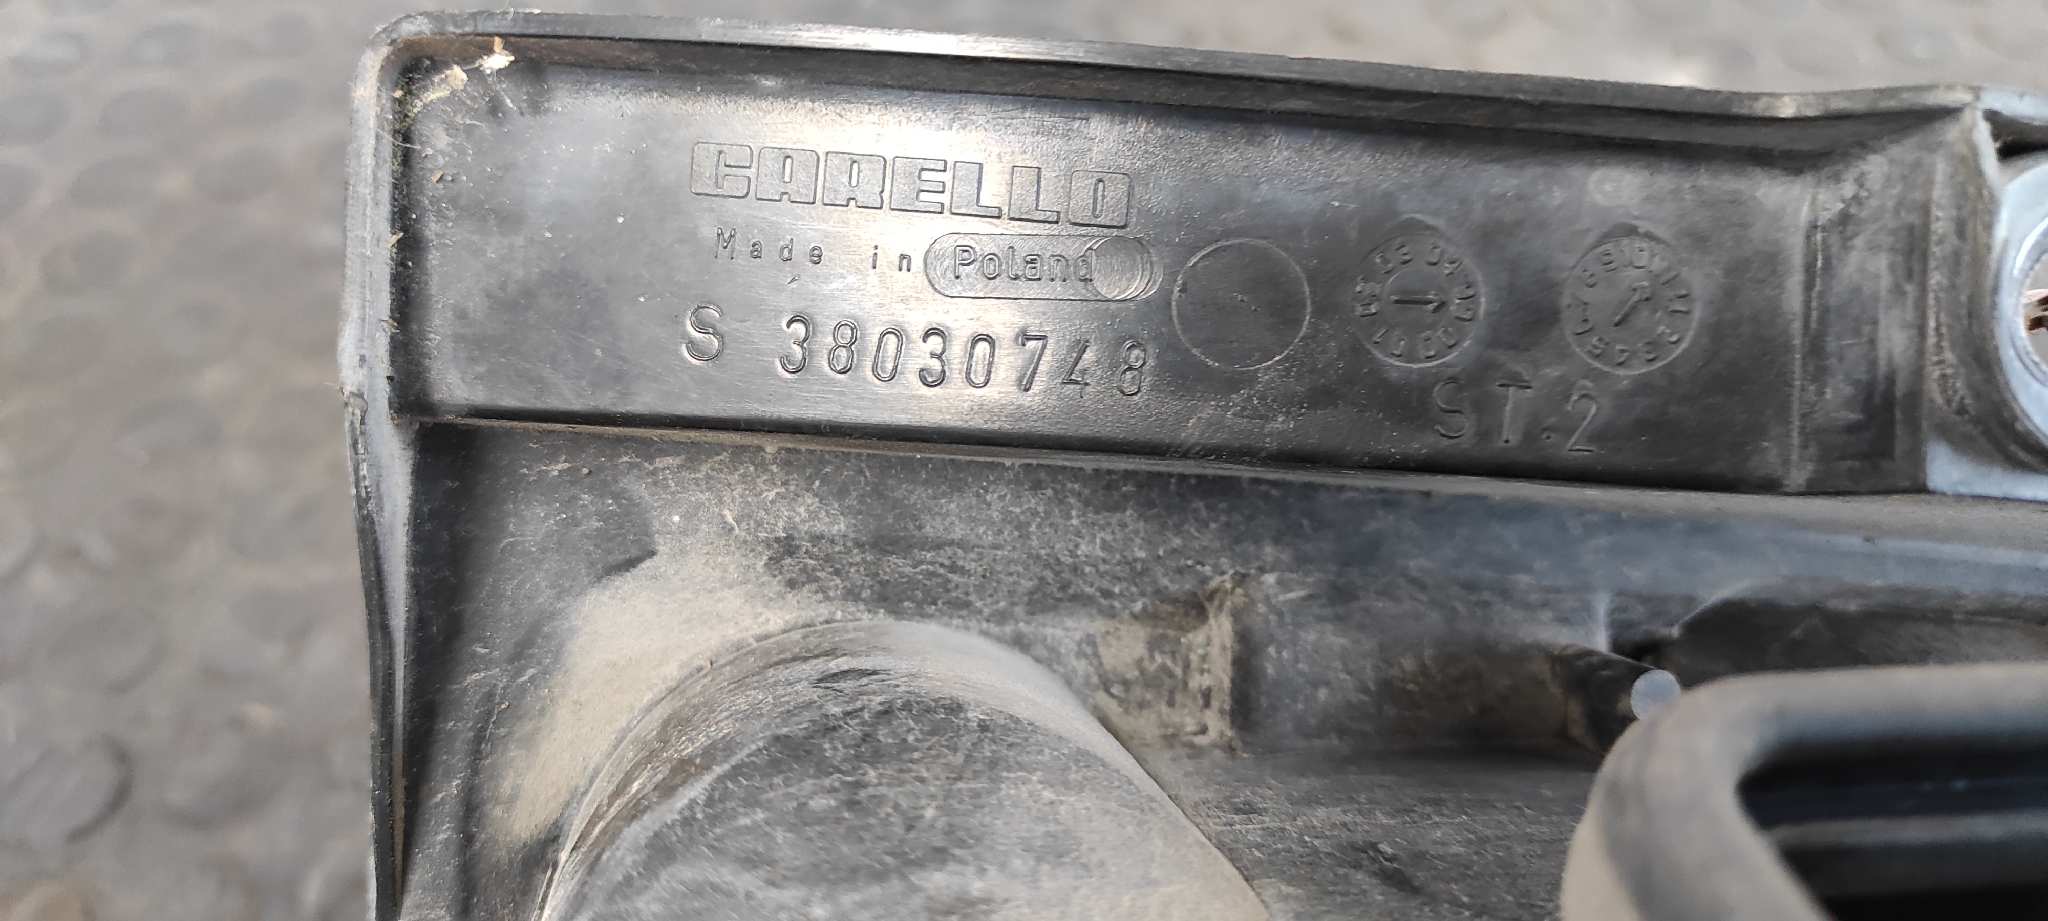 CARELLO
Made in Poland
S 38030748
ST.2